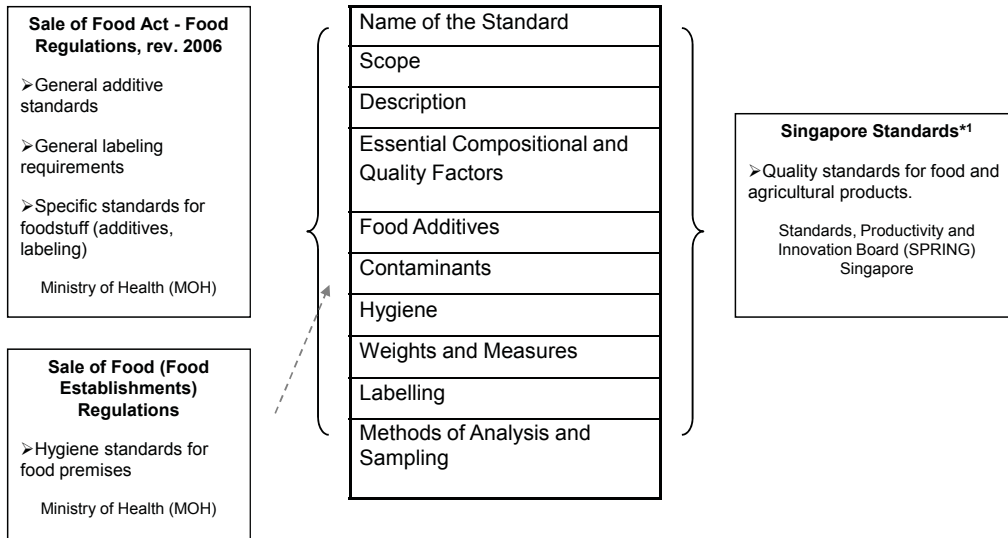 Sale of Food Act - Food
Regulations, rev. 2006
➢General additive
standards
➢General labeling
requirements
➢Specific standards for
foodstuff (additives,
labeling)
Ministry of Health (MOH)
Sale of Food (Food
Establishments)
Regulations
➢Hygiene standards for
food premises
Ministry of Health (MOH)
Name of the Standard
Scope
Description
Essential Compositional and
Quality Factors
Food Additives
Contaminants
Hygiene
Weights and Measures
Labelling
Methods of Analysis and
Sampling
Singapore Standards*1
➢Quality standards for food and
agricultural products.
Standards, Productivity and
Innovation Board (SPRING)
Singapore